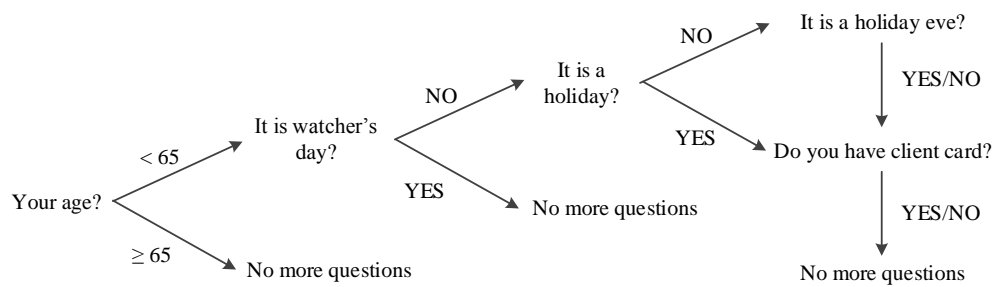 Your age?
< 65
≥ 65
It is watcher's
day?
No more questions
NO
YES
It is a
holiday?
No more questions
NO
YES
It is a holiday eve?
YES/NO
Do you have client card?
YES/NO
No more questions